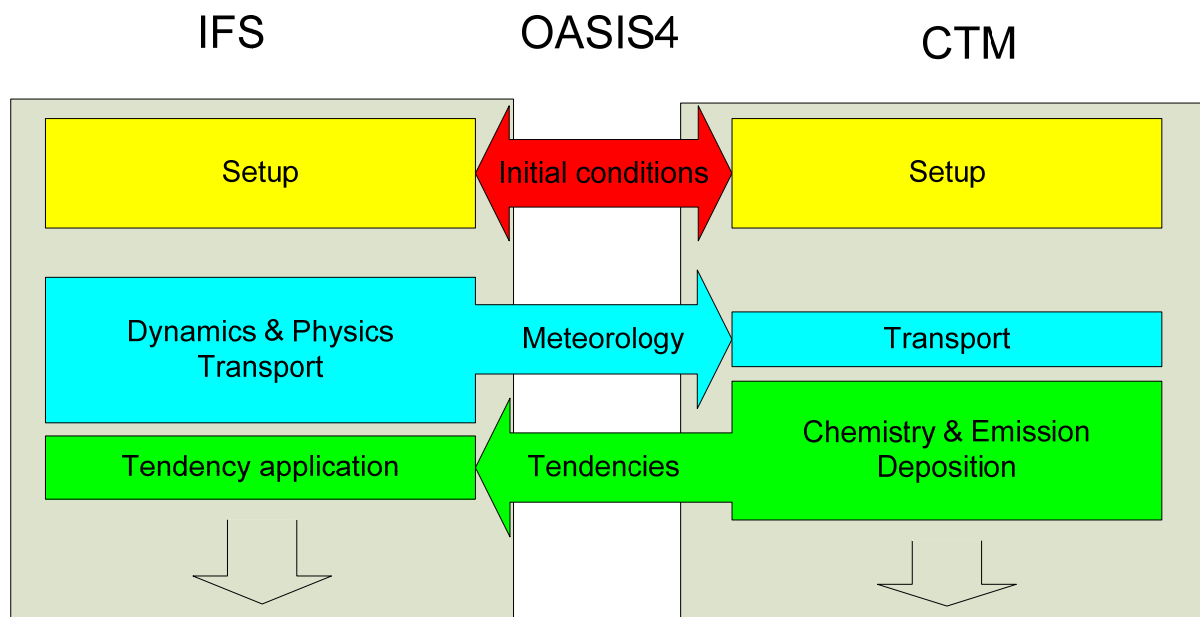 IFS
OASIS4
CTM
Setup
Initial conditions
Setup
Dynamics & Physics
Transport
Meteorology
Transport
Chemistry & Emission
Deposition
Tendency application
Tendencies